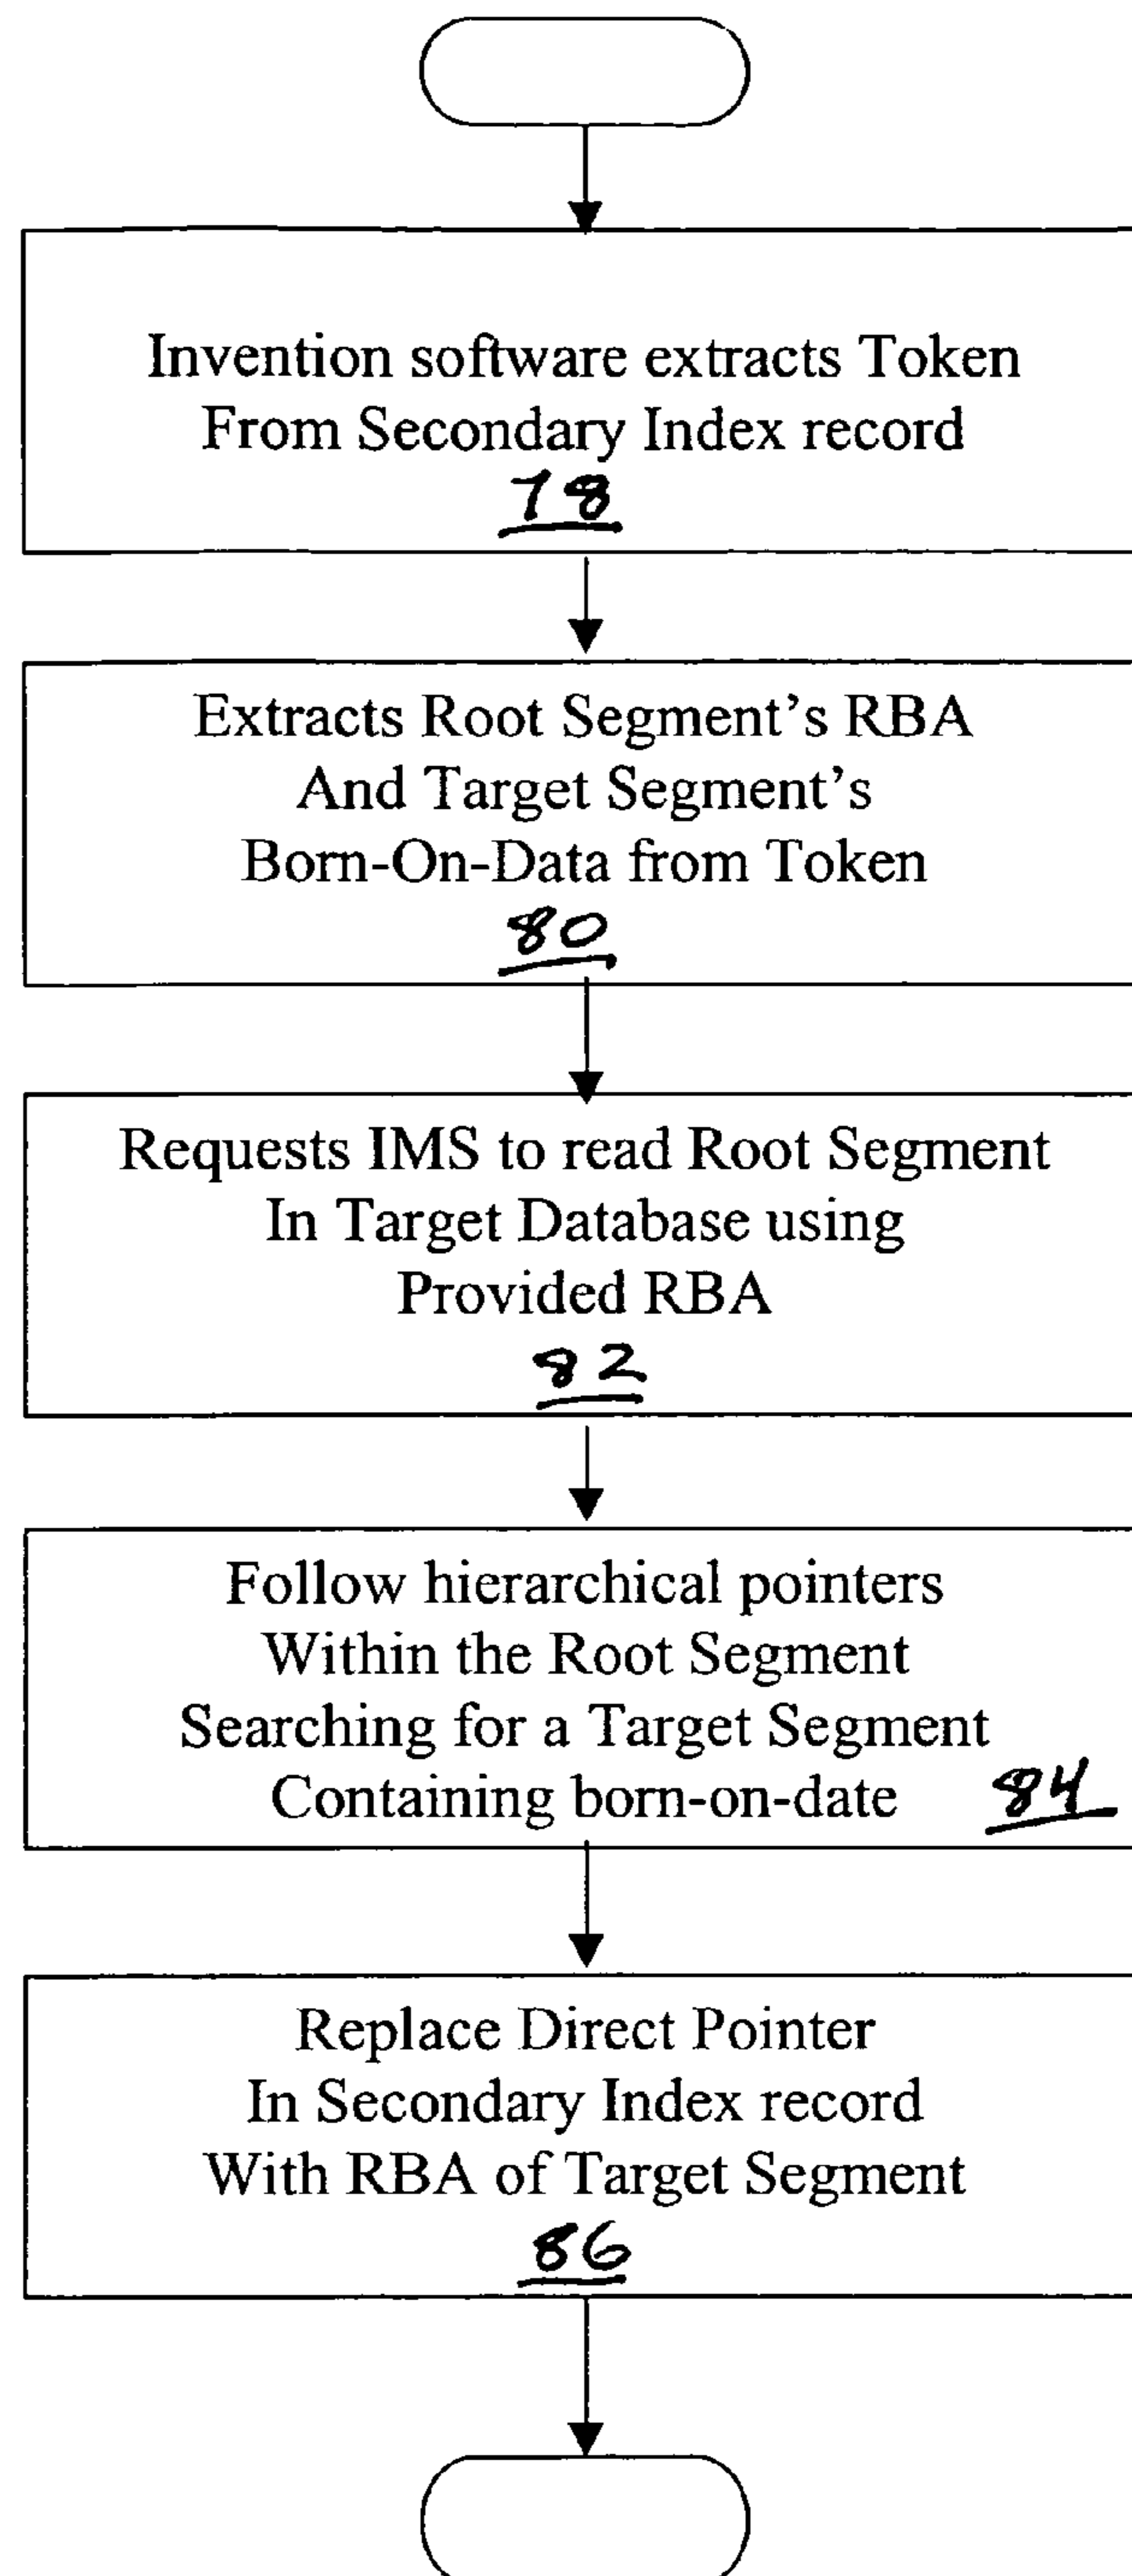 Invention software extracts Token
From Secondary Index record
78
Extracts Root Segment's RBA
And Target Segment's
Born-On-Data from Token
80
Requests IMS to read Root Segment
In Target Database using
Provided RBA
82
Follow hierarchical pointers
Within the Root Segment
Searching for a Target Segment
Containing born-on-date 84
Replace Direct Pointer
In Secondary Index record
With RBA of Target Segment
86